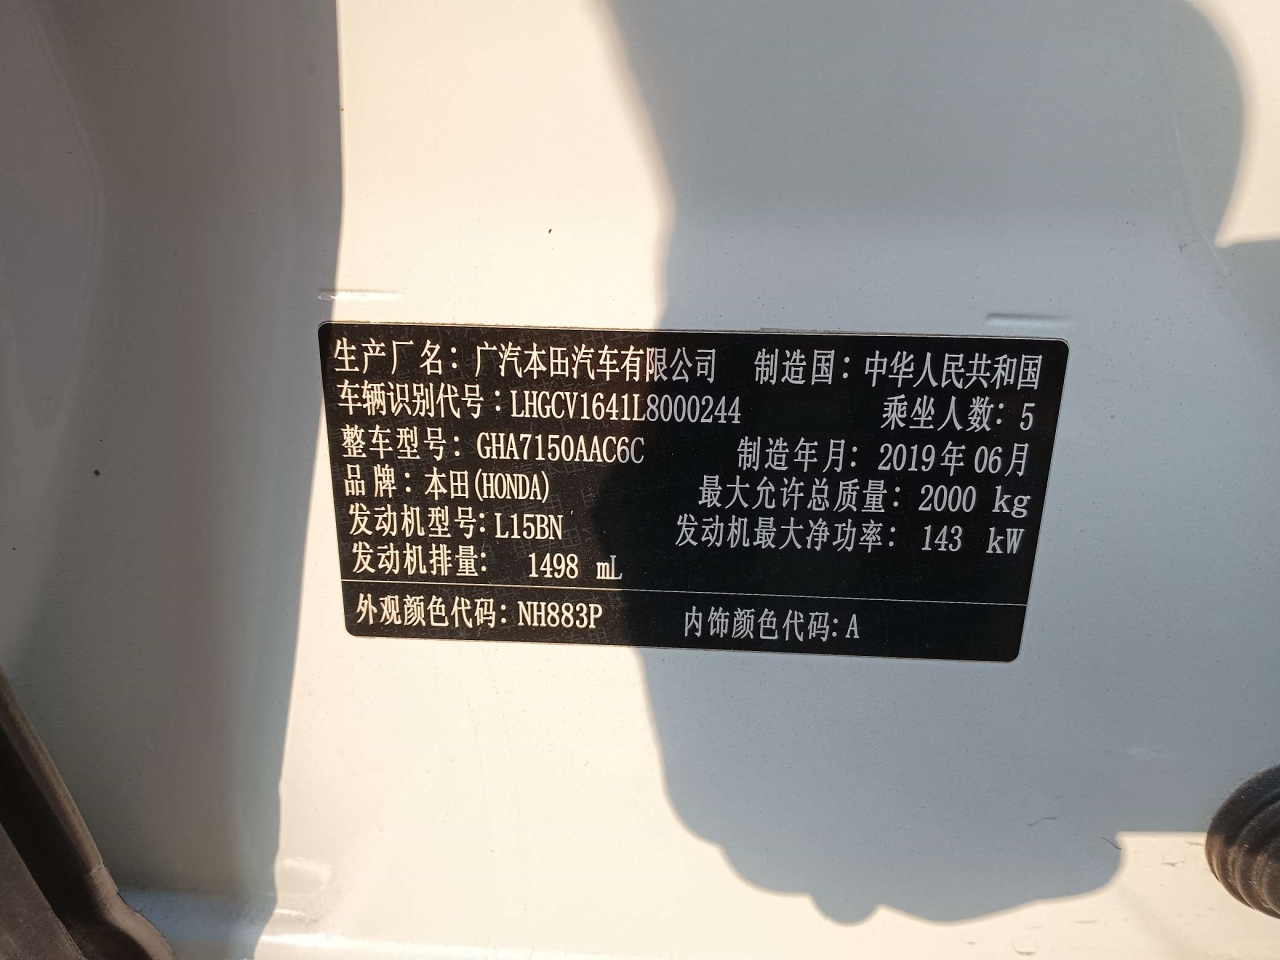 生产厂名：广汽本田汽车有限公司 制造国：中华人民共和国
车辆识别代号：LHGCV1641L8000244 乘坐人数：5
整车型号：GHA7150AAC6C 制造年月：2019年06月
品牌：本田(HONDA) 最大允许总质量：2000 kg
发动机型号：L15BN 发动机最大净功率：143 kW
发动机排量：1498 mL
外观颜色代码：NH883P 内饰颜色代码：A